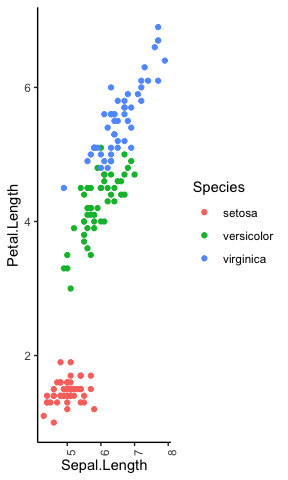 6
4
2
Petal.Length
5
6
7
8
Sepal.Length
Species
setosa
versicolor
virginica